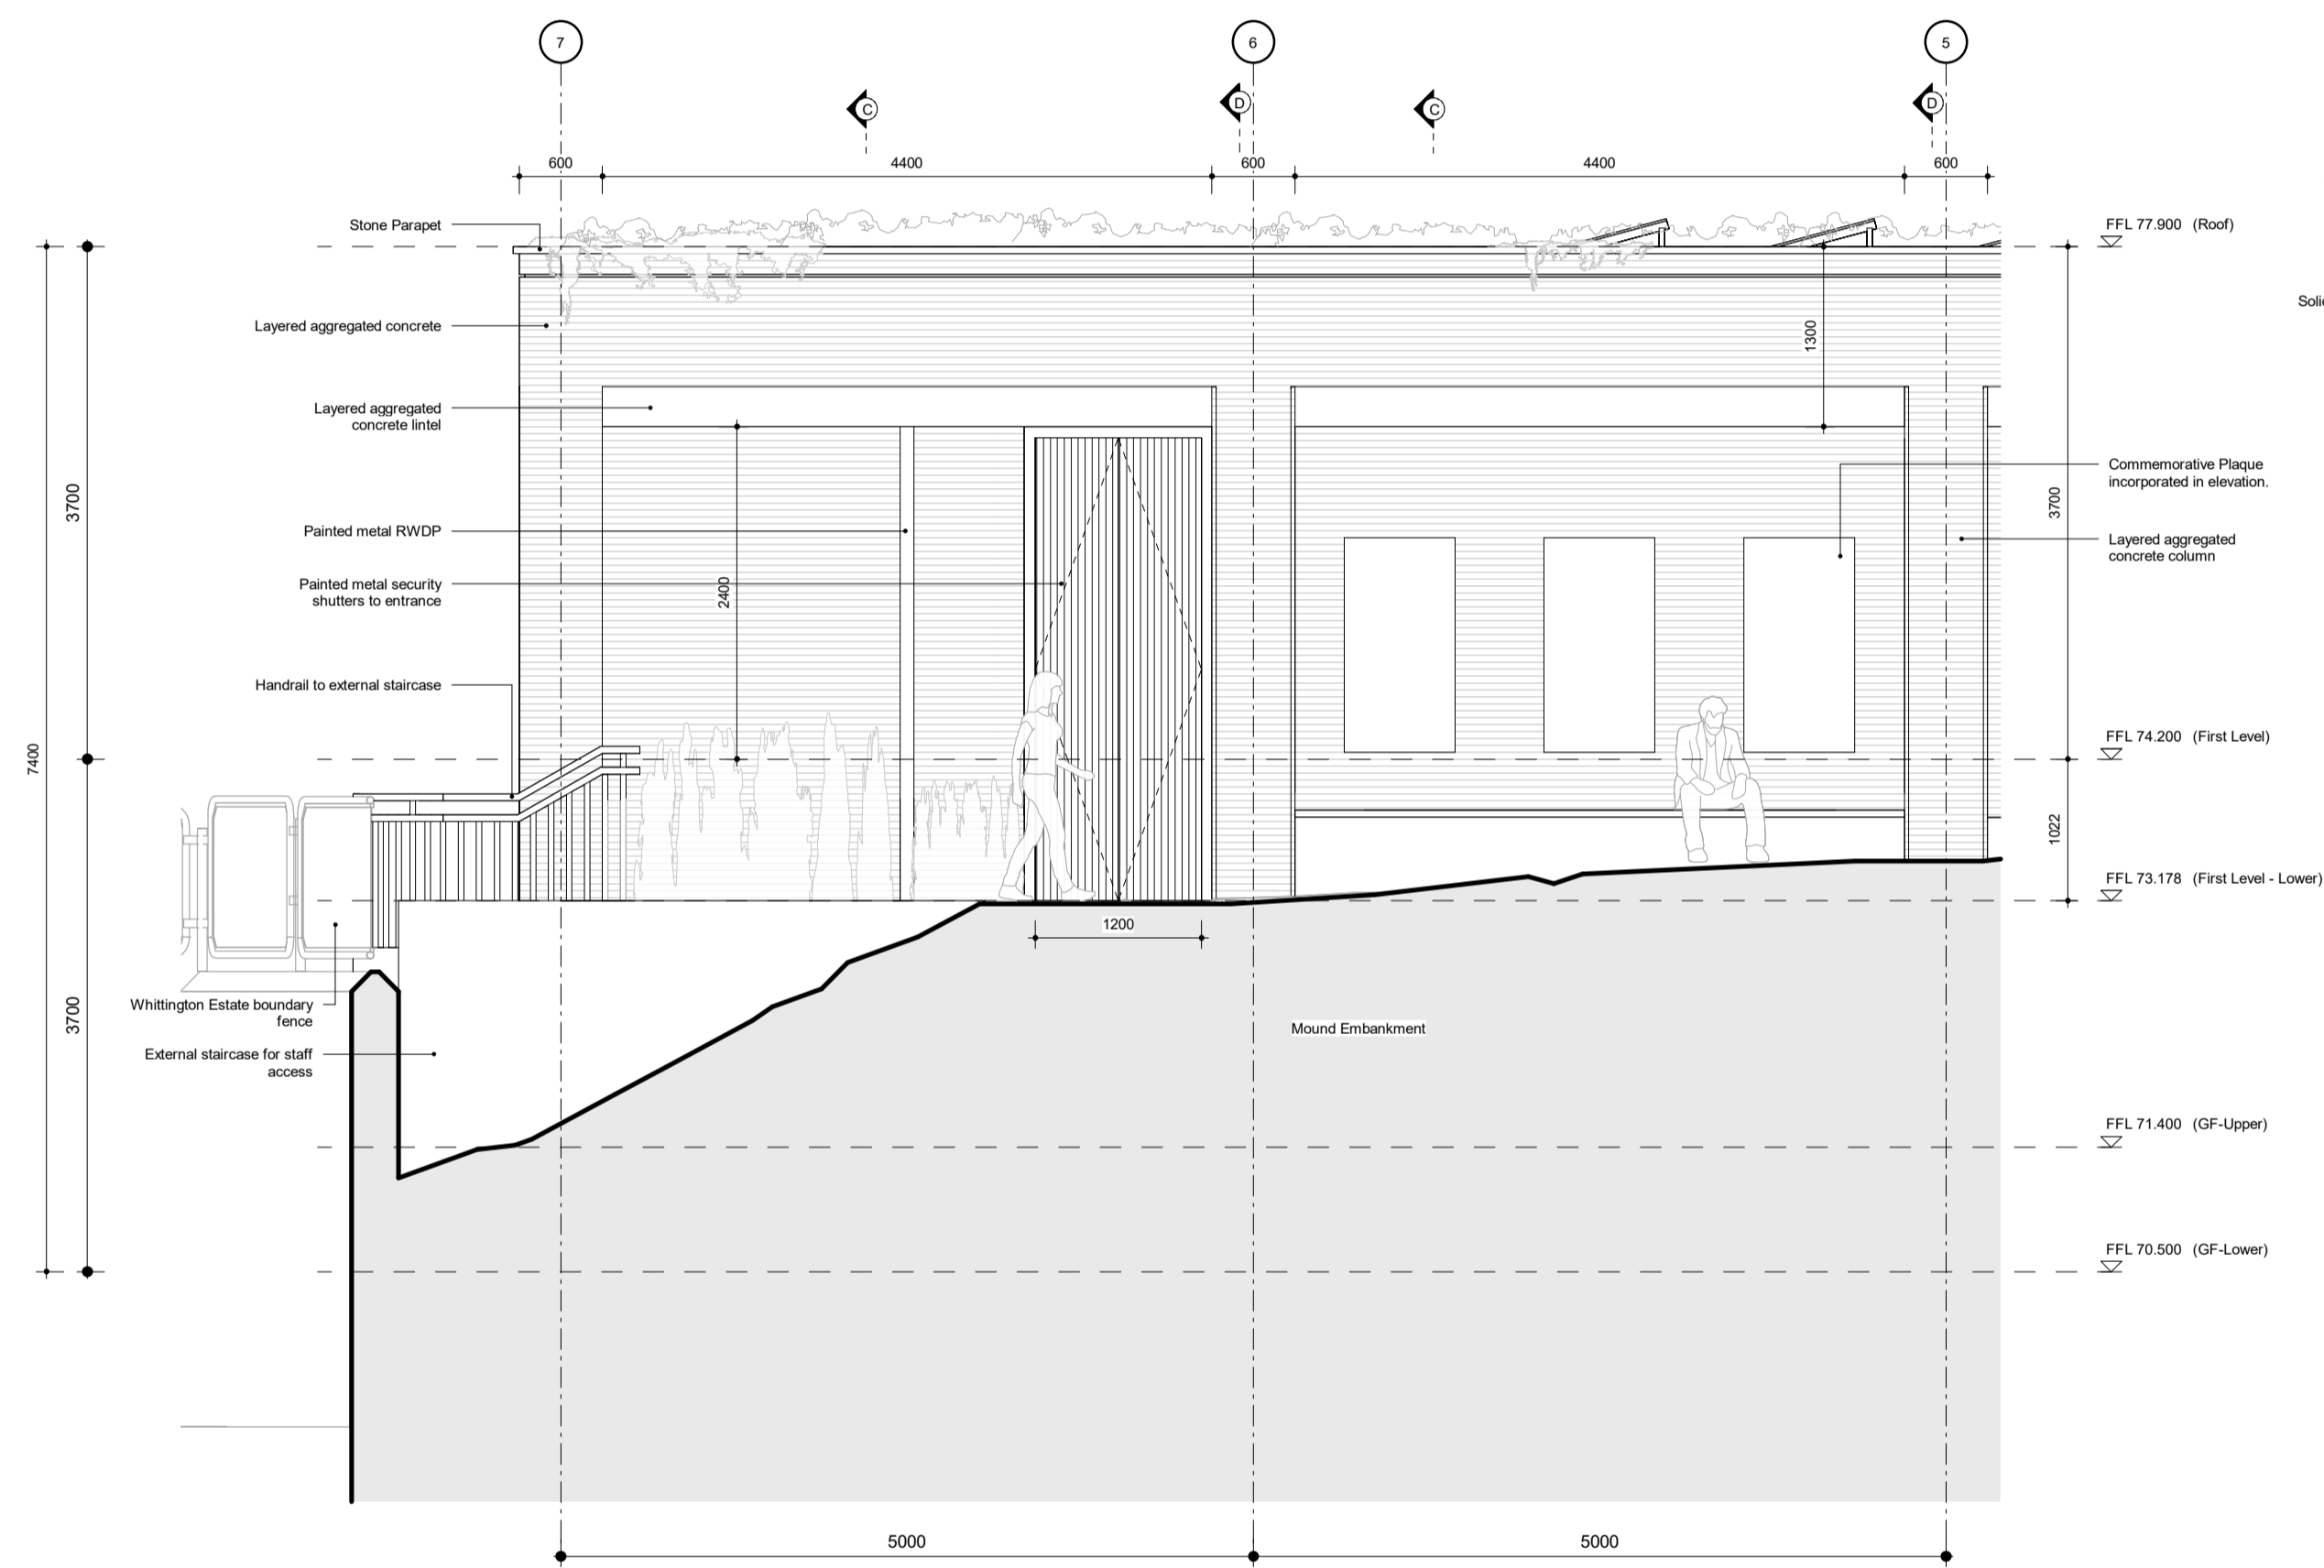 7
6
5
C
D
C
D
600
4400
600
4400
600
Stone Parapet
FFL 77.900 (Roof)
Layered aggregated concrete
1300
Layered aggregated
concrete lintel
3700
2400
Painted metal RWDP
Painted metal security
shutters to entrance
Commemorative Plaque
incorporated in elevation.
3700
Layered aggregated
concrete column
Handrail to external staircase
7400
FFL 74.200 (First Level)
1022
FFL 73.178 (First Level - Lower)
1200
3700
Whittington Estate boundary
fence
Mound Embankment
External staircase for staff
access
FFL 71.400 (GF-Upper)
FFL 70.500 (GF-Lower)
5000
5000